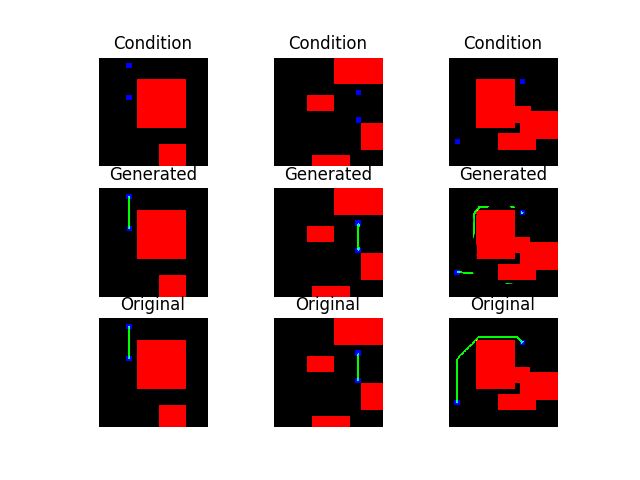 Condition Condition Condition
Generated Generated Generated
Original Original Original